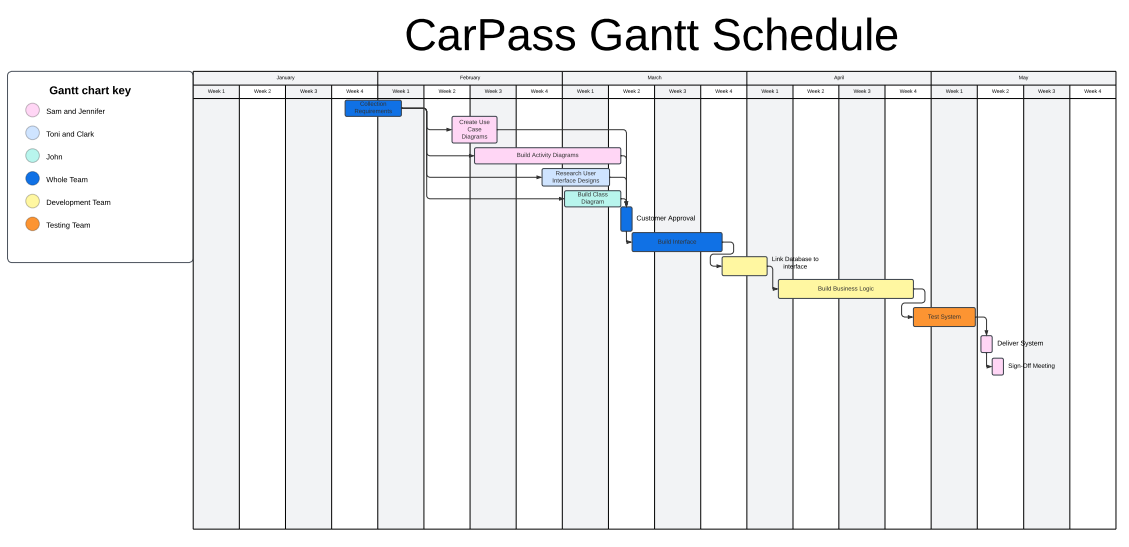 CarPass Gantt Schedule
Gantt chart key
Sam and Jennifer
Toni and Clark
John
Whole Team
Development Team
Testing Team
January February March April May
Week 1 Week 2 Week 3 Week 4 Week 1 Week 2 Week 3 Week 4 Week 1 Week 2 Week 3 Week 4 Week 1 Week 2 Week 3 Week 4 Week 1 Week 2 Week 3 Week 4
Requirements
Create Use
Case
Diagrams
Build Activity Diagrams
Research User
Interface Designs
Build Class
Diagram
Customer Approval
Build Interface
Link Database to
interface
Build Business Logic
Test System
Deliver System
Sign-Off Meeting